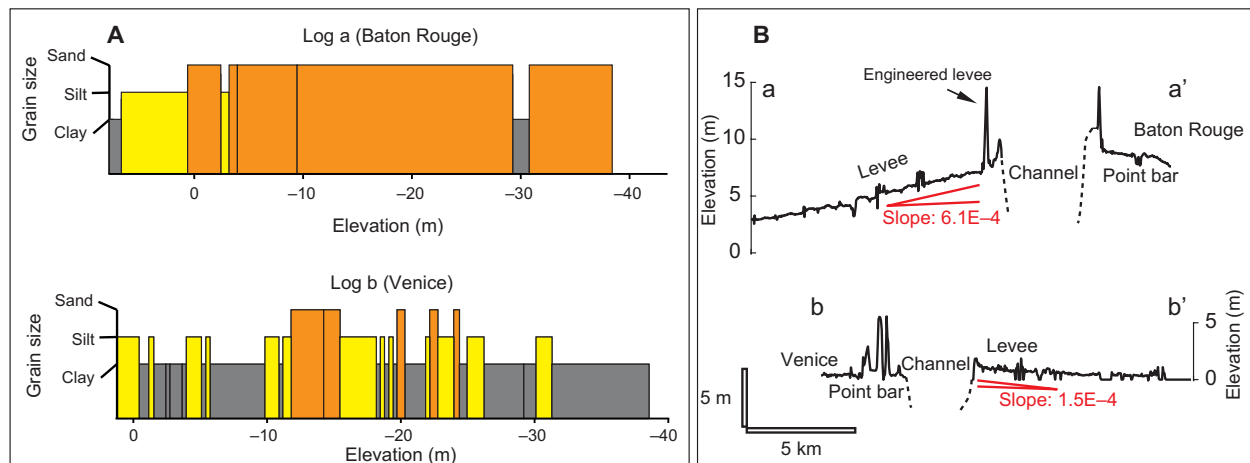 A
Log a (Baton Rouge)
Grain size
Sand
Silt
Clay
0 –10 –20 –30 –40
Elevation (m)
Log b (Venice)
Grain size
Sand
Silt
Clay
0 –10 –20 –30 –40
Elevation (m)
B
15
10
5
0
Elevation (m)
a
Engineered levee
a'
Baton Rouge
Levee
Channel
Point bar
Slope: 6.1E–4
b
b'
5
0
Elevation (m)
Venice
Channel
Levee
Point bar
Slope: 1.5E–4
5 m
5 km